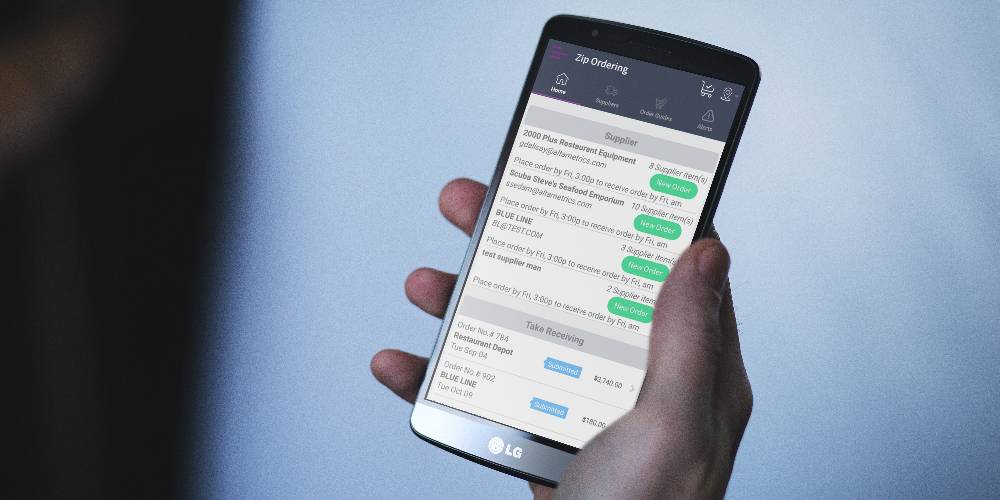 Zip Ordering
Home
Suppliers
Order Guides
Alerts
Supplier
2000 Plus Restaurant Equipment
8 Supplier item(s)
gdalisay@altametrics.com
New Order
Place order by Fri, 3:00p to receive order by Fri, am
Scuba Steve's Seafood Emporium
10 Supplier item(s)
ssedam@altametrics.com
New Order
Place order by Fri, 3:00p to receive order by Fri, am
BLUE LINE
3 Supplier item(s)
BL@TEST.COM
New Order
Place order by Fri, 3:00p to receive order by Fri, am
test supplier man
2 Supplier item
New Order
Place order by Fri, 3:00p to receive order by Fri, am
Take Receiving
Order No.# 784
Restaurant Depot
Submitted
2,740.00
Tue Sep 04
Order No.# 902
BLUE LINE
Submitted
180.00
Tue Oct 09
LG